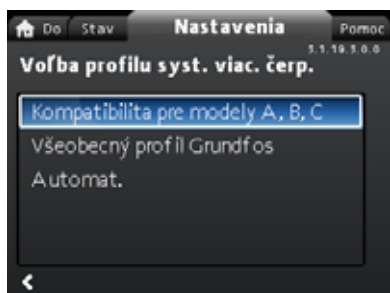 Do Stav Nastavenia Pomoc
3.1.19.3.0.0
Voľba profilu syst. viac. čerp.
Kompatibilita pre modely A, B, C
Všeobecný profil Grundfos
Automat.